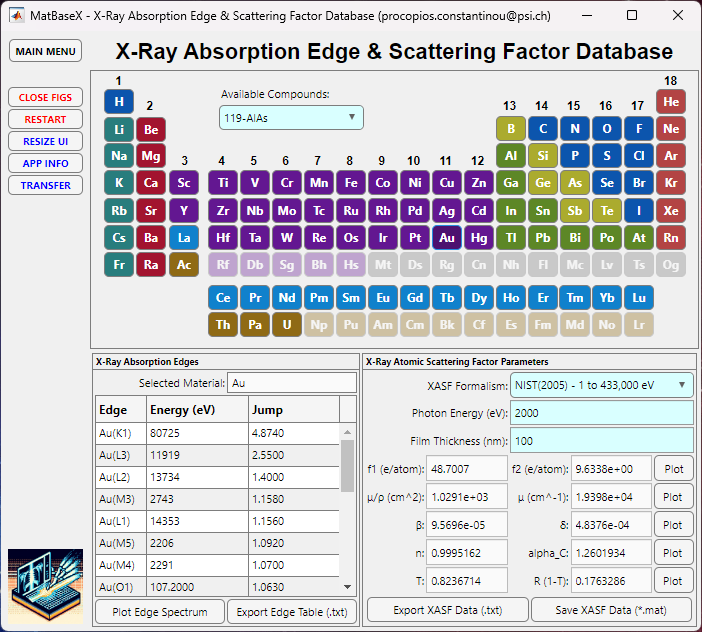 MatBaseX - X-Ray Absorption Edge & Scattering Factor Database (procopios.constantinou@psi.ch)
MAIN MENU
X-Ray Absorption Edge & Scattering Factor Database
CLOSE FIGS
RESTART
RESIZE UI
APP INFO
TRANSFER
Available Compounds:
119-AlAs
1 18
H 2 13 14 15 16 17 He
Li Be B C N O F Ne
Na Mg 3 4 5 6 7 8 9 10 11 12 Al Si P S Cl Ar
K Ca Sc Ti V Cr Mn Fe Co Ni Cu Zn Ga Ge As Se Br Kr
Rb Sr Y Zr Nb Mo Tc Ru Rh Pd Ag Cd In Sn Sb Te I Xe
Cs Ba La Hf Ta W Re Os Ir Pt Au Hg Tl Pb Bi Po At Rn
Fr Ra Ac Rf Db Sg Bh Hs Mt Ds Rg Cn Nh Fl Mc Lv Ts Og
Ce Pr Nd Pm Sm Eu Gd Tb Dy Ho Er Tm Yb Lu
Th Pa U Np Pu Am Cm Bk Cf Es Fm Md No Lr
X-Ray Absorption Edges
Selected Material: Au
Edge Energy (eV) Jump
Au(K1) 80725 4.8740
Au(L3) 11919 2.5500
Au(L2) 13734 1.4000
Au(M3) 2743 1.1580
Au(L1) 14353 1.1560
Au(M5) 2206 1.0920
Au(M4) 2291 1.0700
Au(O1) 107.2000 1.0630
Plot Edge Spectrum Export Edge Table (.txt)
X-Ray Atomic Scattering Factor Parameters
XASF Formalism: NIST(2005) - 1 to 433,000 eV
Photon Energy (eV): 2000
Film Thickness (nm): 100
f1 (e/atom): 48.7007 f2 (e/atom): 9.6338e+00 Plot
μ/ρ (cm^2): 1.0291e+03 μ (cm^-1): 1.9398e+04 Plot
β: 9.5696e-05 δ: 4.8376e-04 Plot
n: 0.9995162 alpha_C: 1.2601934 Plot
T: 0.8236714 R (1-T): 0.1763286 Plot
Export XASF Data (.txt) Save XASF Data (*.mat)